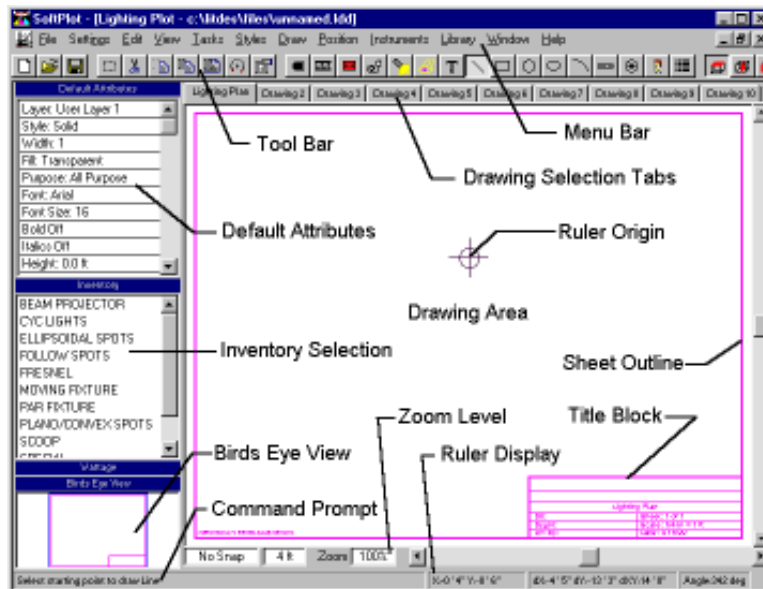 SoftPlot - [Lighting Plot - c:\litdes\files\unnamed.ldd]
File Settings Edit View Tasks Styles Draw Position Instruments Library Window Help
Default Attributes
Lighting Plan Drawing 2 Drawing 3 Drawing 4 Drawing 5 Drawing 6 Drawing 7 Drawing 8 Drawing 9 Drawing 10
Layer: User Layer 1
Style: Solid
Width: 1
Fill: Transparent
Purpose: All Purpose
Font: Arial
Font Size: 16
Bold Off
Italics Off
Height: 0.0 ft
Tool Bar
Menu Bar
Drawing Selection Tabs
Default Attributes
Ruler Origin
Drawing Area
Inventory
BEAM PROJECTOR
CYC LIGHTS
ELLIPSOIDAL SPOTS
FOLLOW SPOTS
FRESNEL
MOVING FIXTURE
PAR FIXTURE
PLANO/CONVEX SPOTS
SCOOP
SPECIAL
Inventory Selection
Sheet Outline
Zoom Level
Title Block
Wattage
Birds Eye View
Birds Eye View
Ruler Display
Command Prompt
Lighting Plan
No Snap 4 ft Zoom 100%
Select starting point to draw Line
Angle:342 deg